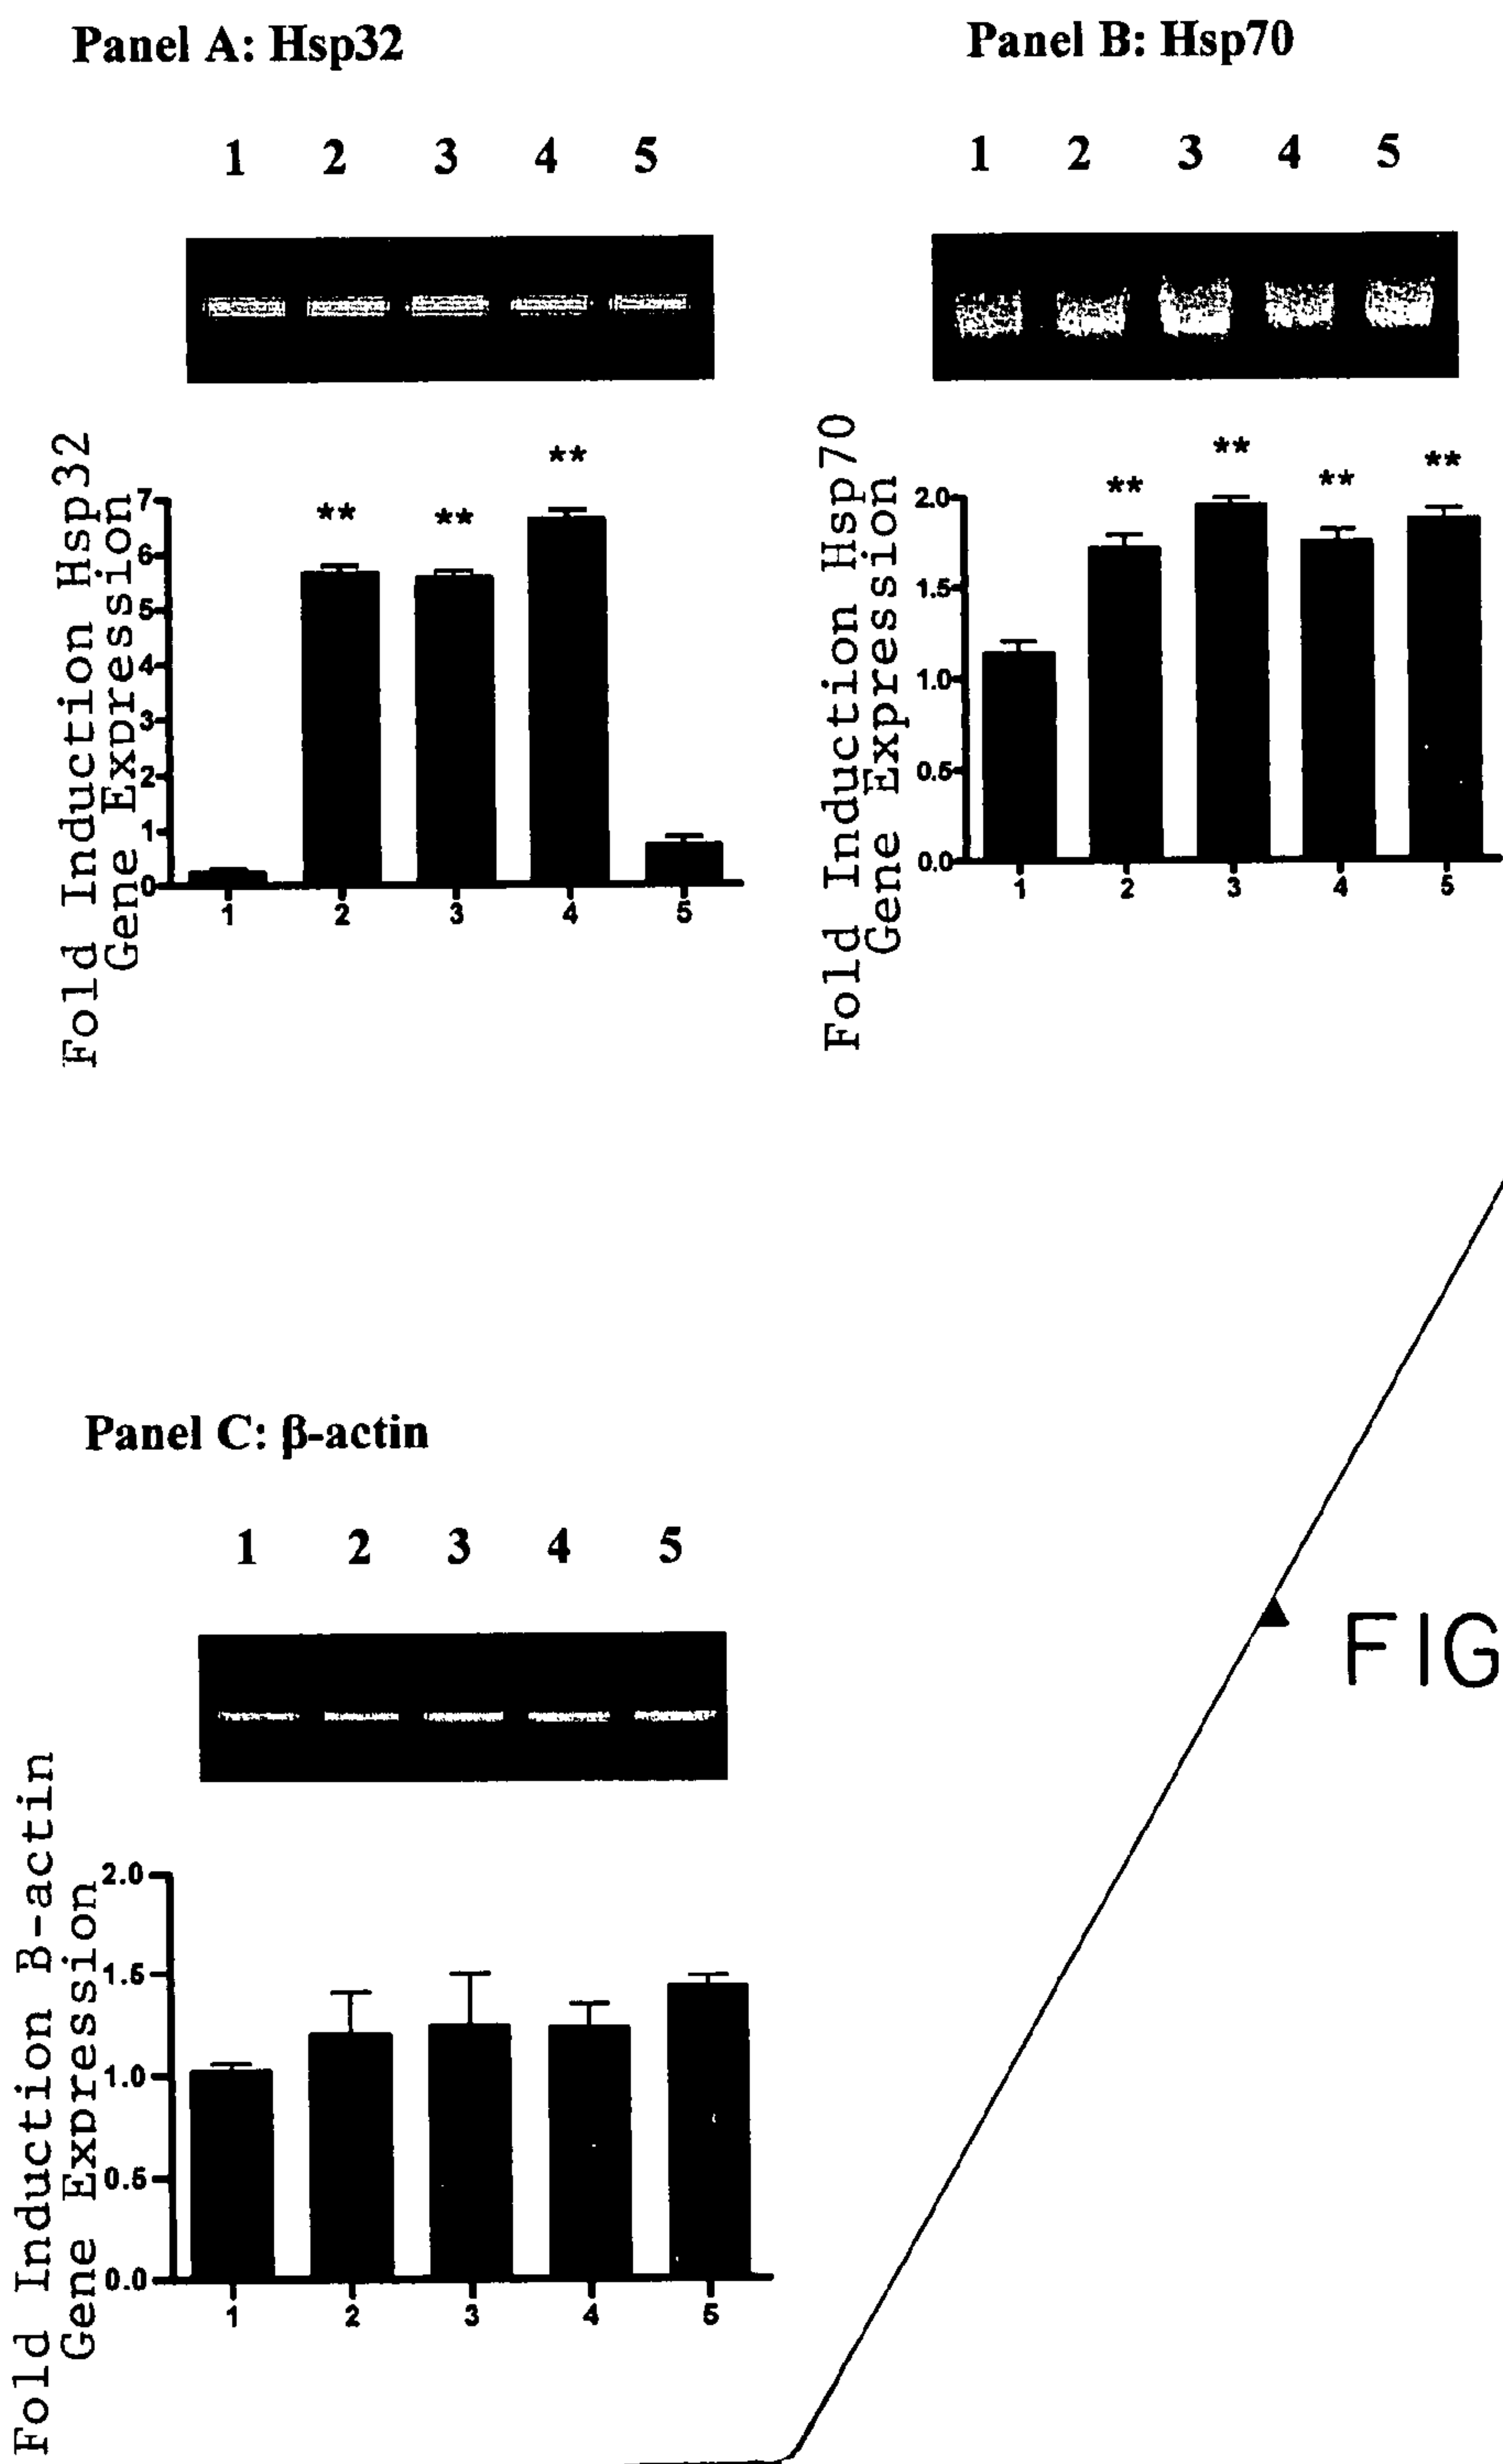 Panel A: Hsp32
1 2 3 4 5
Fold Induction Hsp32
Gene Expression
7
6
5
4
3
2
1
0
** ** **
1 2 3 4 5
Panel B: Hsp70
1 2 3 4 5
Fold Induction Hsp70
Gene Expression
2.0
1.5
1.0
0.5
0.0
** ** ** **
1 2 3 4 5
Panel C: β-actin
1 2 3 4 5
Fold Induction B-actin
Gene Expression
2.0
1.5
1.0
0.5
0.0
1 2 3 4 5
FIG